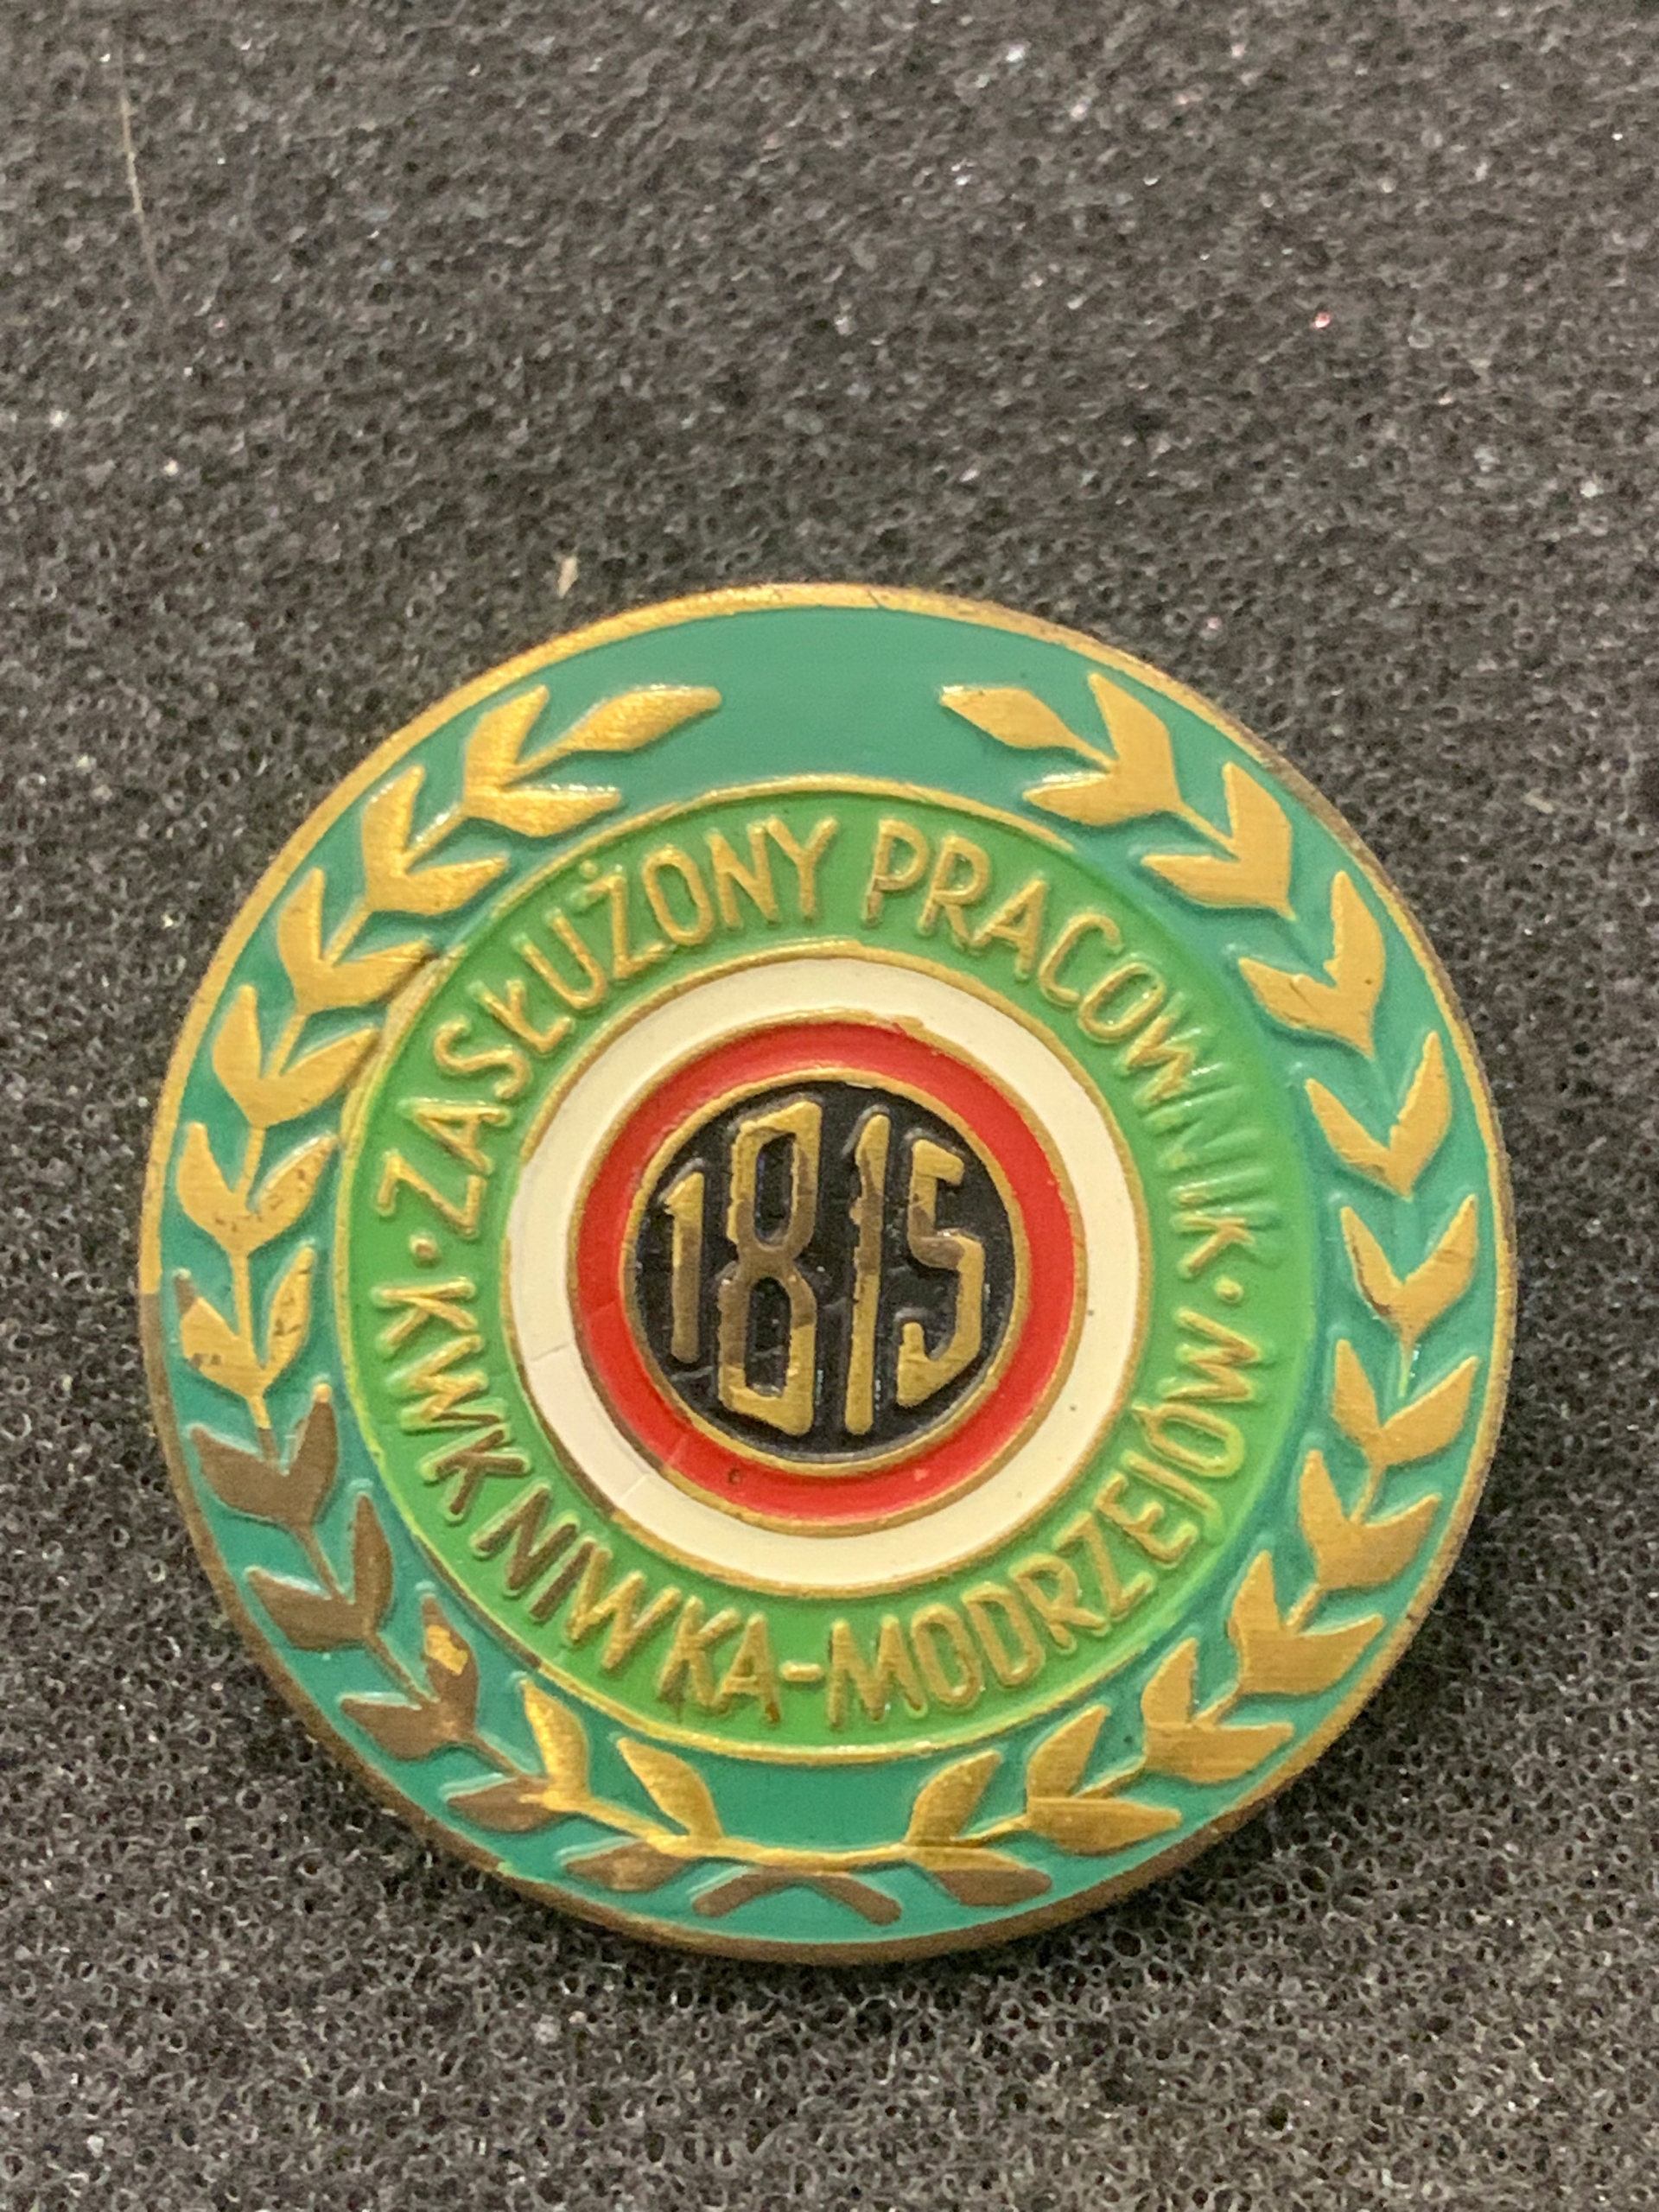 ZASŁUŻONY PRACOWNIK
KWK NIWKA-MODRZEJÓW
1815